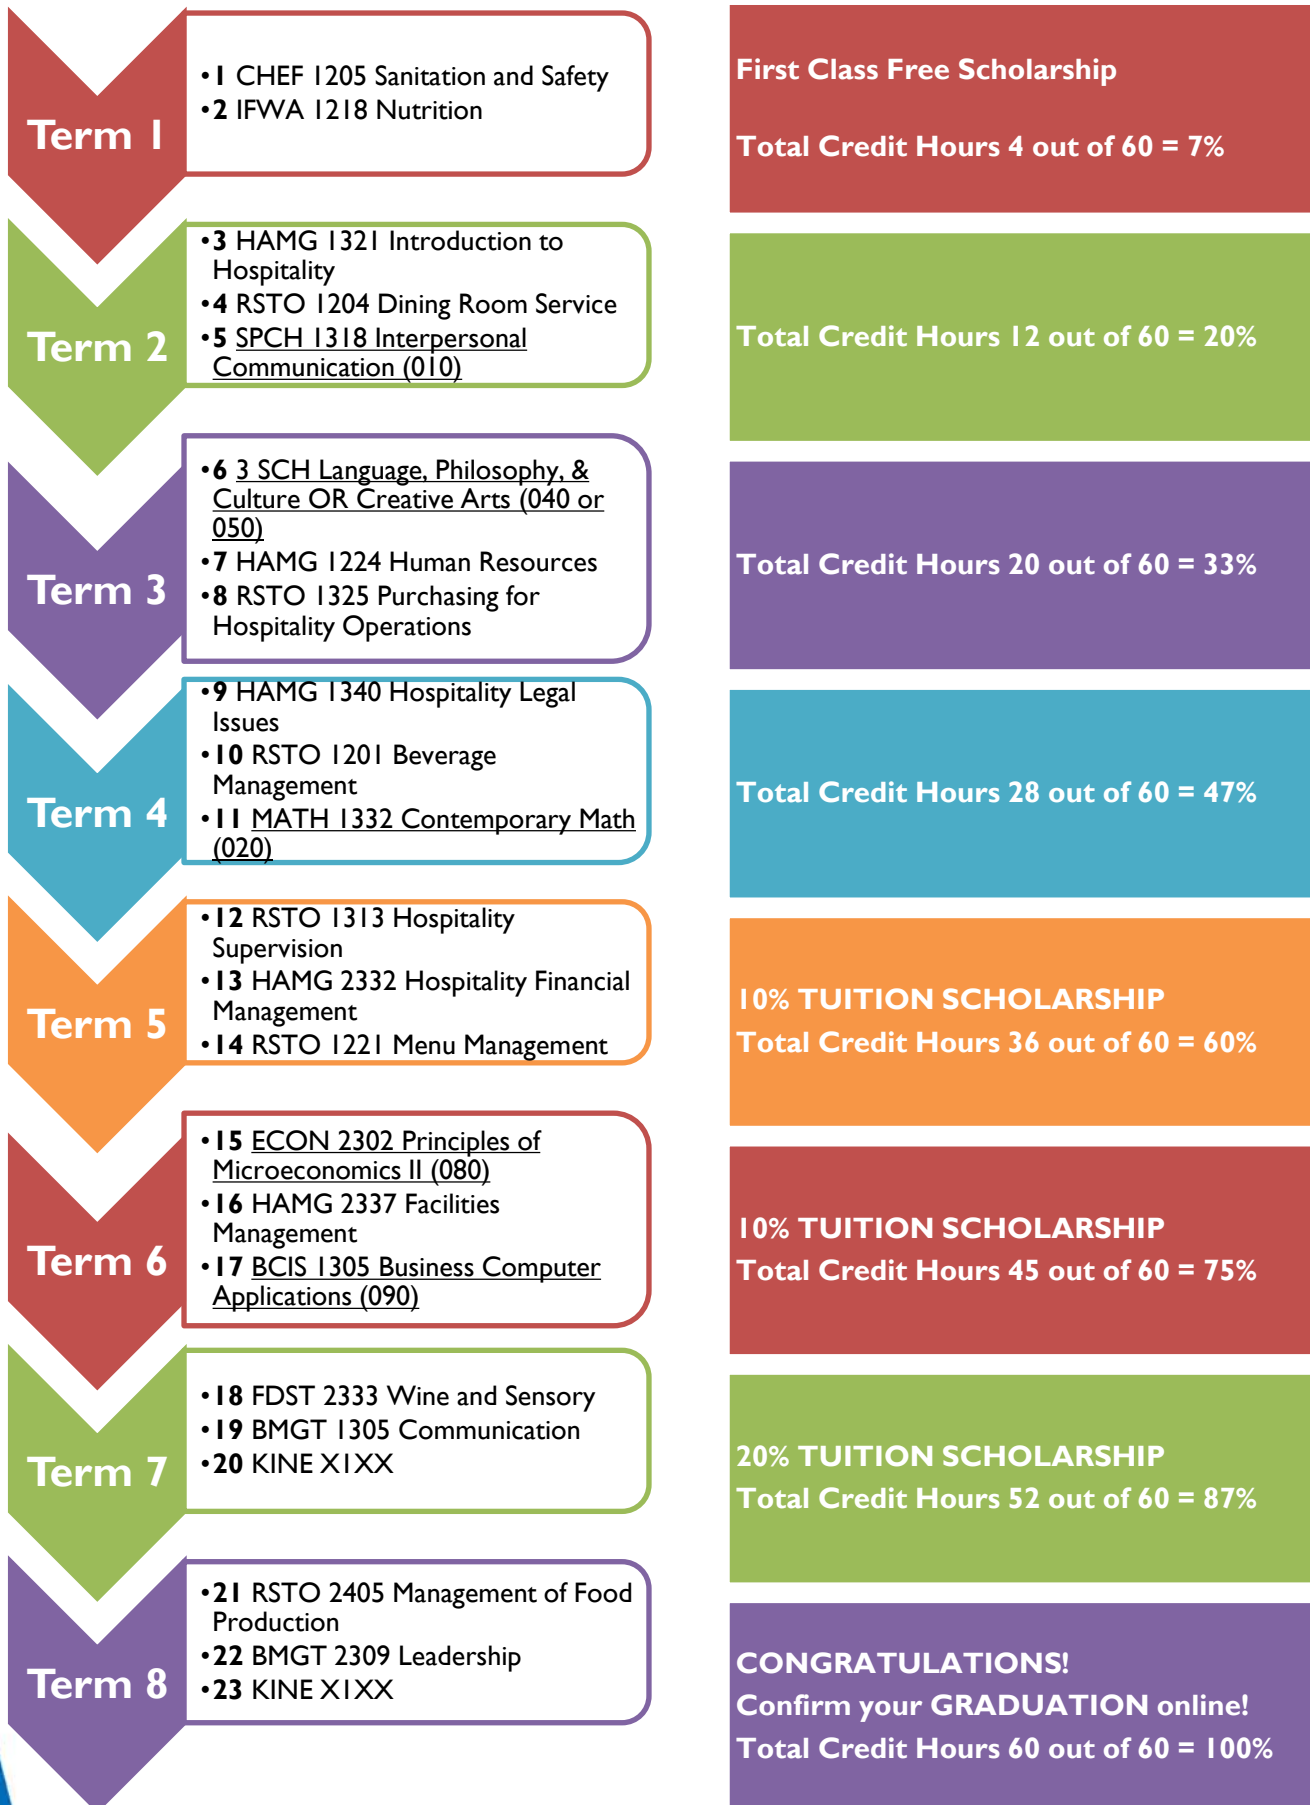 Term 1
•1 CHEF 1205 Sanitation and Safety
•2 IFWA 1218 Nutrition
First Class Free Scholarship
Total Credit Hours 4 out of 60 = 7%
Term 2
•3 HAMG 1321 Introduction to
Hospitality
•4 RSTO 1204 Dining Room Service
•5 SPCH 1318 Interpersonal
Communication (010)
Total Credit Hours 12 out of 60 = 20%
Term 3
•6 3 SCH Language, Philosophy, &
Culture OR Creative Arts (040 or
050)
•7 HAMG 1224 Human Resources
•8 RSTO 1325 Purchasing for
Hospitality Operations
Total Credit Hours 20 out of 60 = 33%
Term 4
•9 HAMG 1340 Hospitality Legal
Issues
•10 RSTO 1201 Beverage
Management
•11 MATH 1332 Contemporary Math
(020)
Total Credit Hours 28 out of 60 = 47%
Term 5
•12 RSTO 1313 Hospitality
Supervision
•13 HAMG 2332 Hospitality Financial
Management
•14 RSTO 1221 Menu Management
10% TUITION SCHOLARSHIP
Total Credit Hours 36 out of 60 = 60%
Term 6
•15 ECON 2302 Principles of
Microeconomics II (080)
•16 HAMG 2337 Facilities
Management
•17 BCIS 1305 Business Computer
Applications (090)
10% TUITION SCHOLARSHIP
Total Credit Hours 45 out of 60 = 75%
Term 7
•18 FDST 2333 Wine and Sensory
•19 BMGT 1305 Communication
•20 KINE X1XX
20% TUITION SCHOLARSHIP
Total Credit Hours 52 out of 60 = 87%
Term 8
•21 RSTO 2405 Management of Food
Production
•22 BMGT 2309 Leadership
•23 KINE X1XX
CONGRATULATIONS!
Confirm your GRADUATION online!
Total Credit Hours 60 out of 60 = 100%